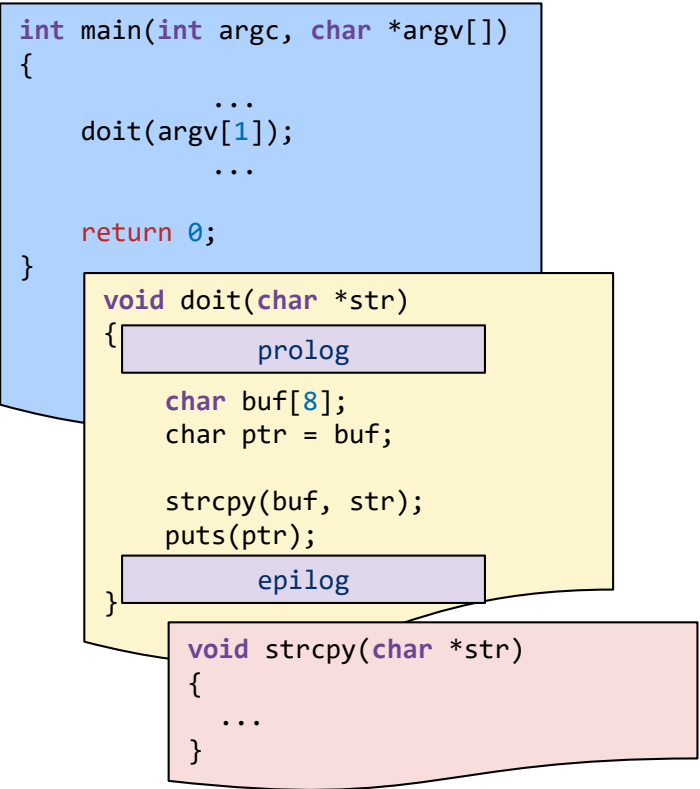 int main(int argc, char *argv[])
{
...
doit(argv[1]);
...
return 0;
}
void doit(char *str)
{
prolog
char buf[8];
char ptr = buf;
strcpy(buf, str);
puts(ptr);
epilog
}
void strcpy(char *str)
{
...
}